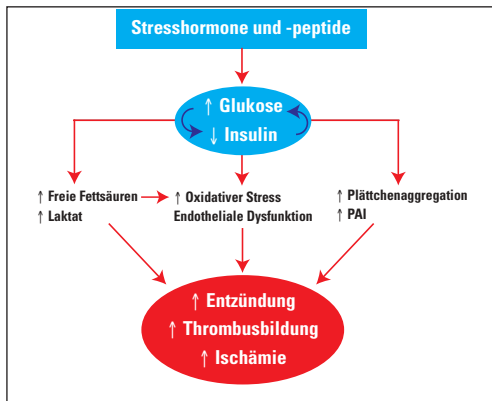 Stresshormone und -peptide
↑ Glukose
↓ Insulin
↑ Freie Fettsäuren
↑ Laktat
↑ Oxidativer Stress
Endotheliale Dysfunktion
↑ Plättchenaggregation
↑ PAI
↑ Entzündung
↑ Thrombusbildung
↑ Ischämie